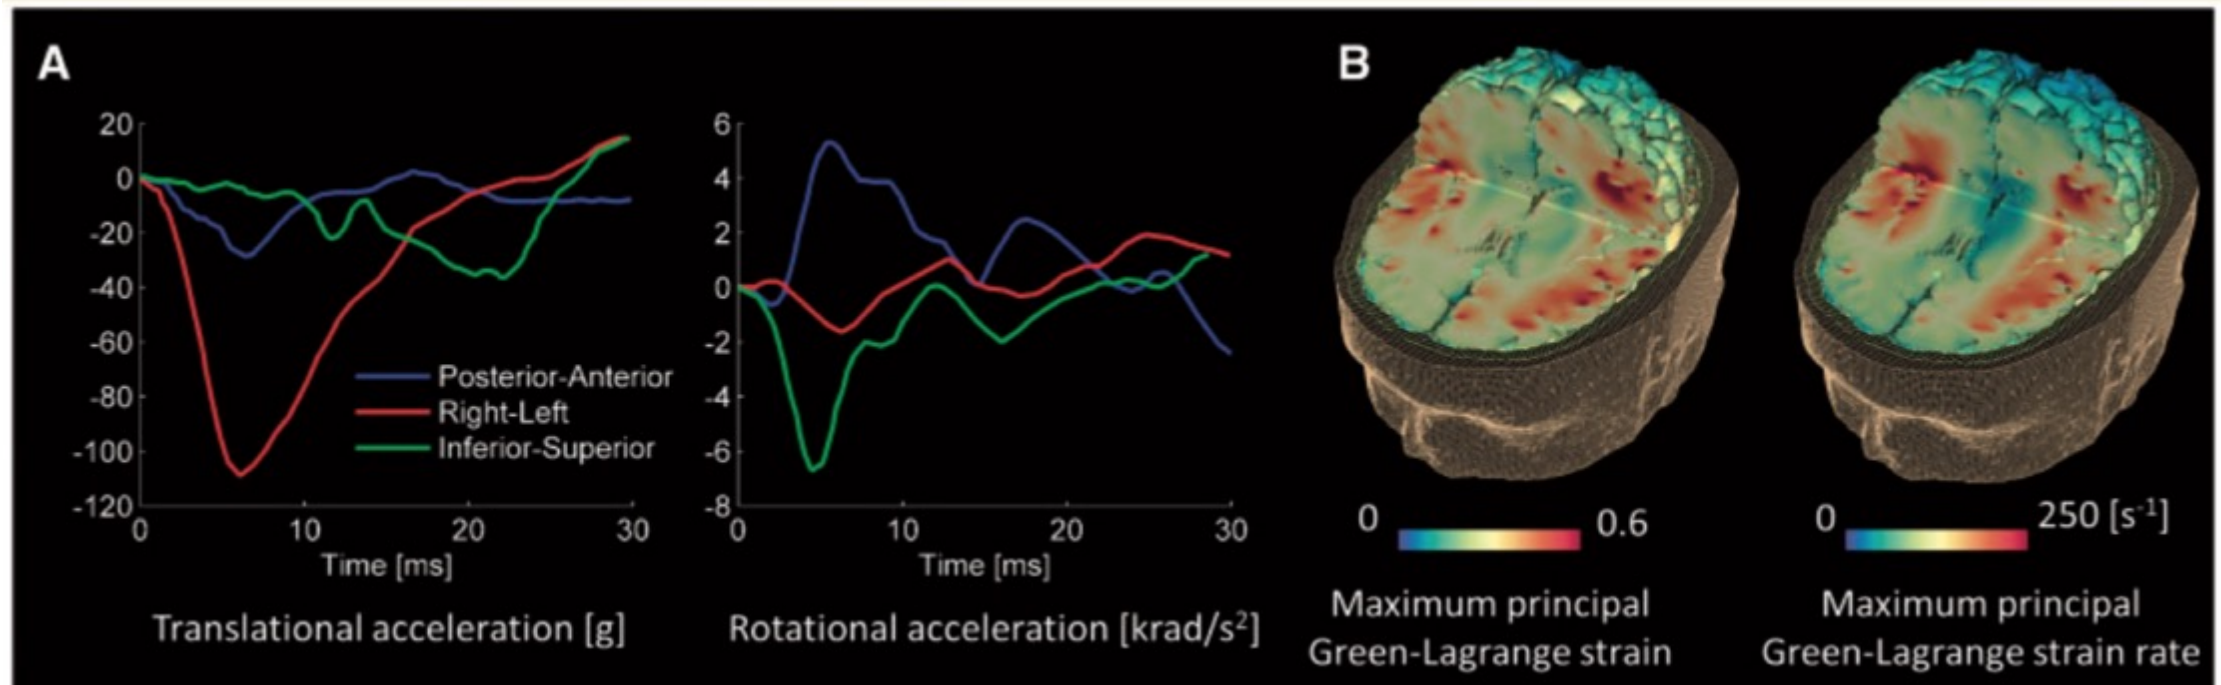 A
20
0
-20
-40
-60
-80
-100
-120
0 10 20 30
Time [ms]
Posterior-Anterior
Right-Left
Inferior-Superior
Translational acceleration [g]
6
4
2
0
-2
-4
-6
-8
0 10 20 30
Time [ms]
Rotational acceleration [krad/s²]
B
0 0.6
Maximum principal
Green-Lagrange strain
0 250 [s⁻¹]
Maximum principal
Green-Lagrange strain rate